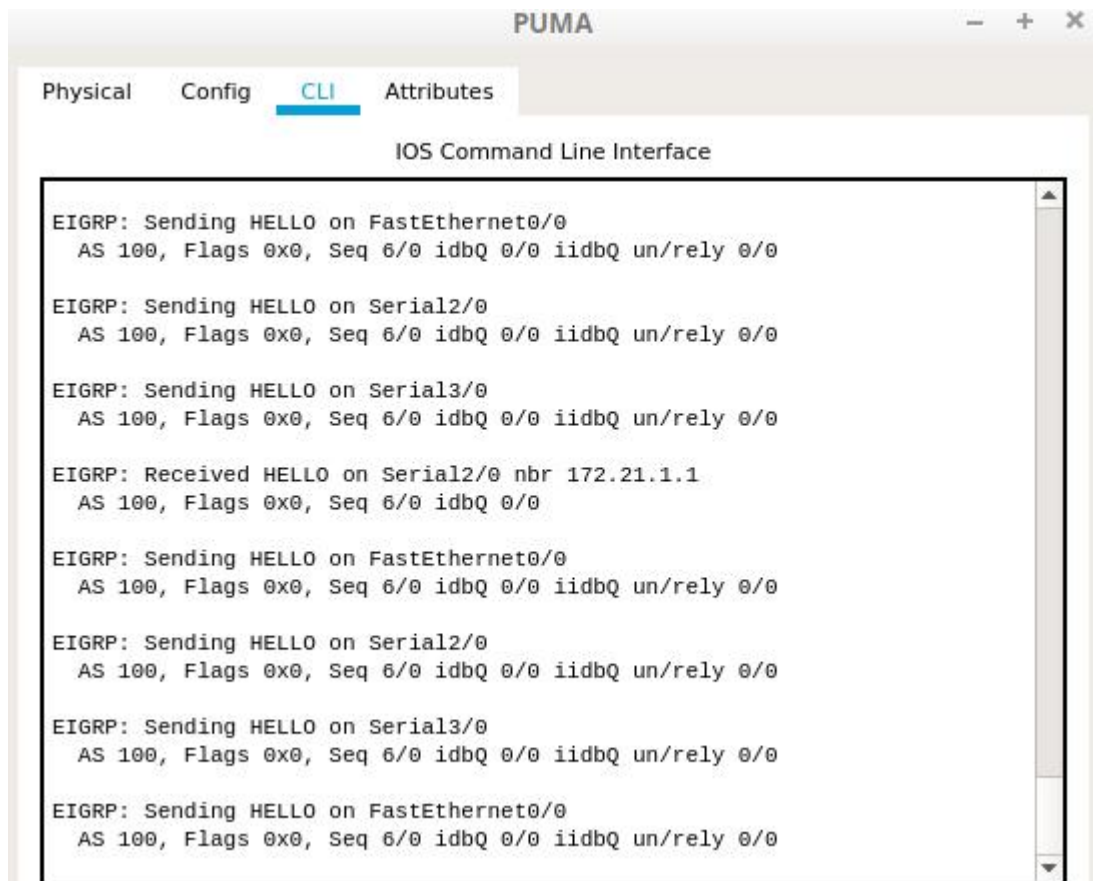 PUMA
Physical Config CLI Attributes
IOS Command Line Interface
EIGRP: Sending HELLO on FastEthernet0/0
AS 100, Flags 0x0, Seq 6/0 idbQ 0/0 iidbQ un/rely 0/0
EIGRP: Sending HELLO on Serial2/0
AS 100, Flags 0x0, Seq 6/0 idbQ 0/0 iidbQ un/rely 0/0
EIGRP: Sending HELLO on Serial3/0
AS 100, Flags 0x0, Seq 6/0 idbQ 0/0 iidbQ un/rely 0/0
EIGRP: Received HELLO on Serial2/0 nbr 172.21.1.1
AS 100, Flags 0x0, Seq 6/0 idbQ 0/0
EIGRP: Sending HELLO on FastEthernet0/0
AS 100, Flags 0x0, Seq 6/0 idbQ 0/0 iidbQ un/rely 0/0
EIGRP: Sending HELLO on Serial2/0
AS 100, Flags 0x0, Seq 6/0 idbQ 0/0 iidbQ un/rely 0/0
EIGRP: Sending HELLO on Serial3/0
AS 100, Flags 0x0, Seq 6/0 idbQ 0/0 iidbQ un/rely 0/0
EIGRP: Sending HELLO on FastEthernet0/0
AS 100, Flags 0x0, Seq 6/0 idbQ 0/0 iidbQ un/rely 0/0